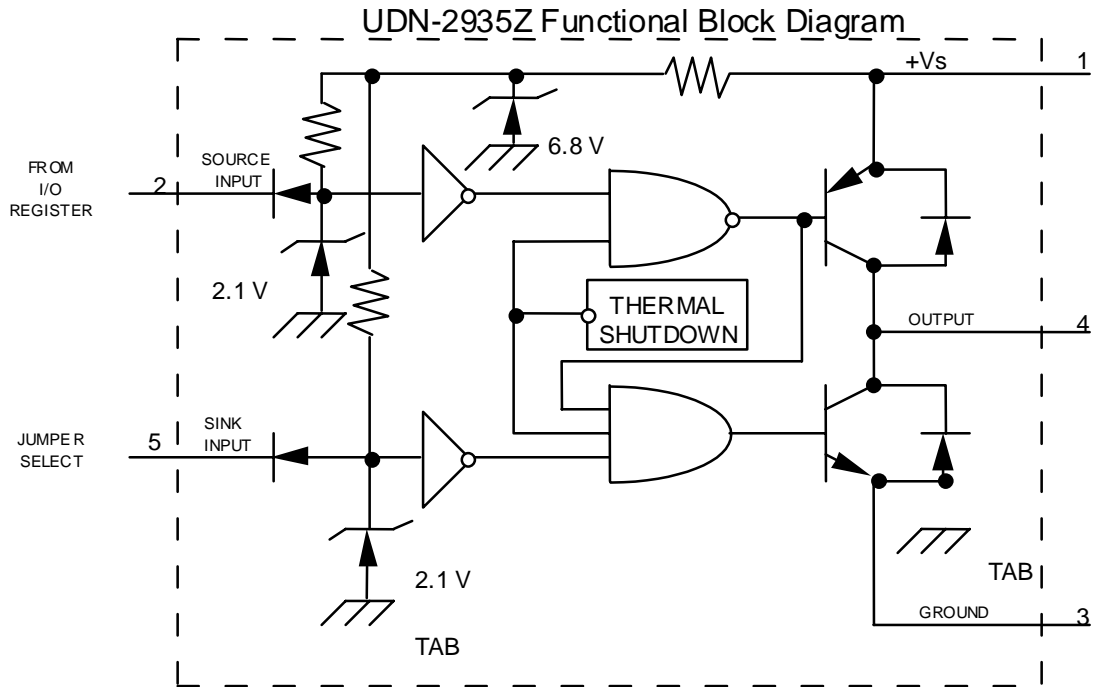 UDN-2935Z Functional Block Diagram
+Vs
1
6.8 V
FROM
I/O
REGISTER
2
SOURCE
INPUT
2.1 V
THERMAL
SHUTDOWN
OUTPUT
4
JUMPER
SELECT
5
SINK
INPUT
2.1 V
TAB
TAB
GROUND
3